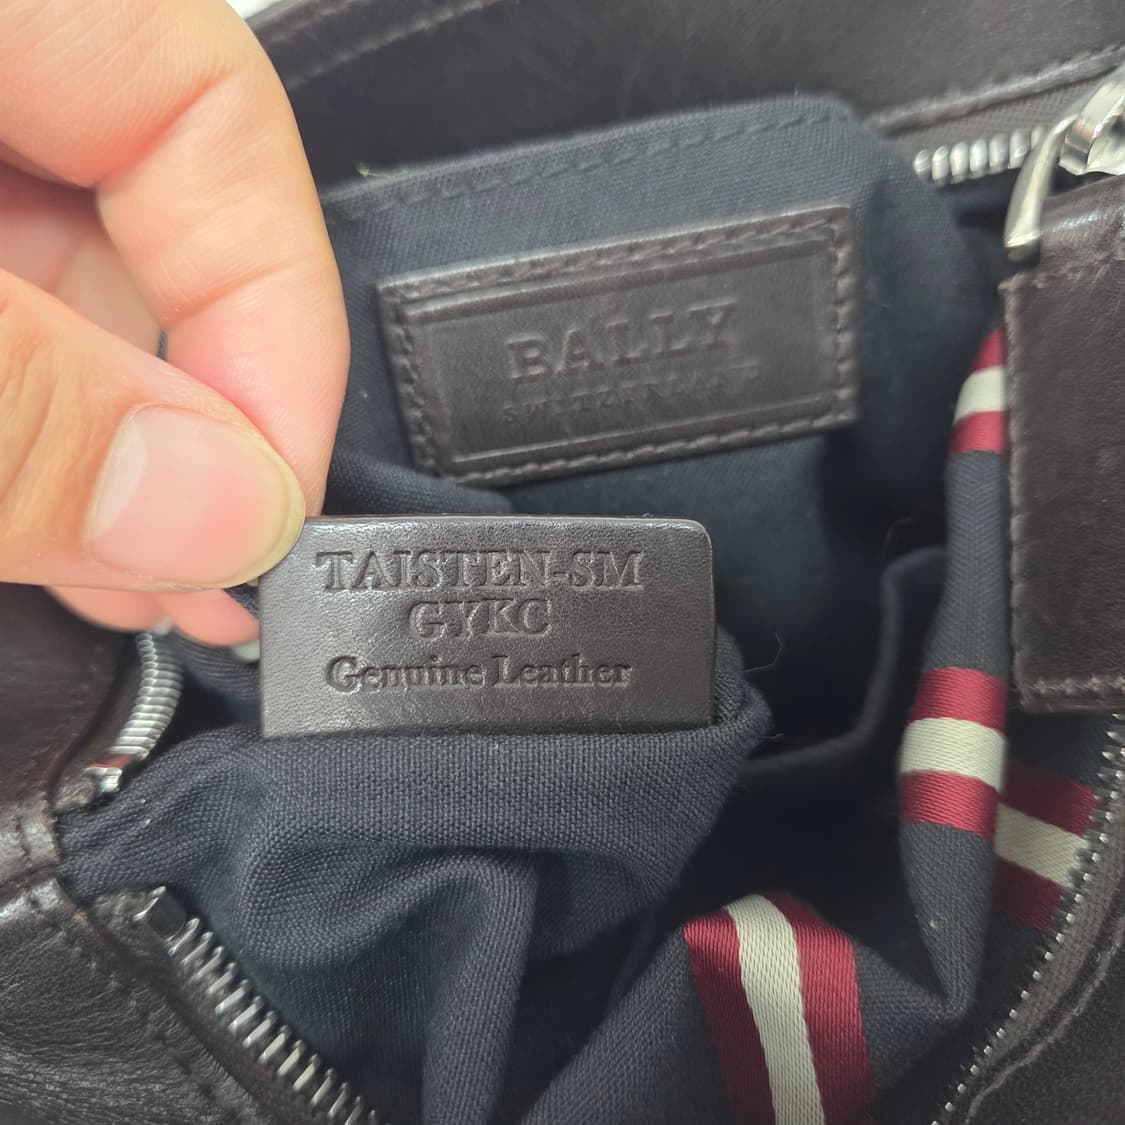 BALLY
SWITZERLAND
TAISTEN-SM
GYKC
Genuine Leather